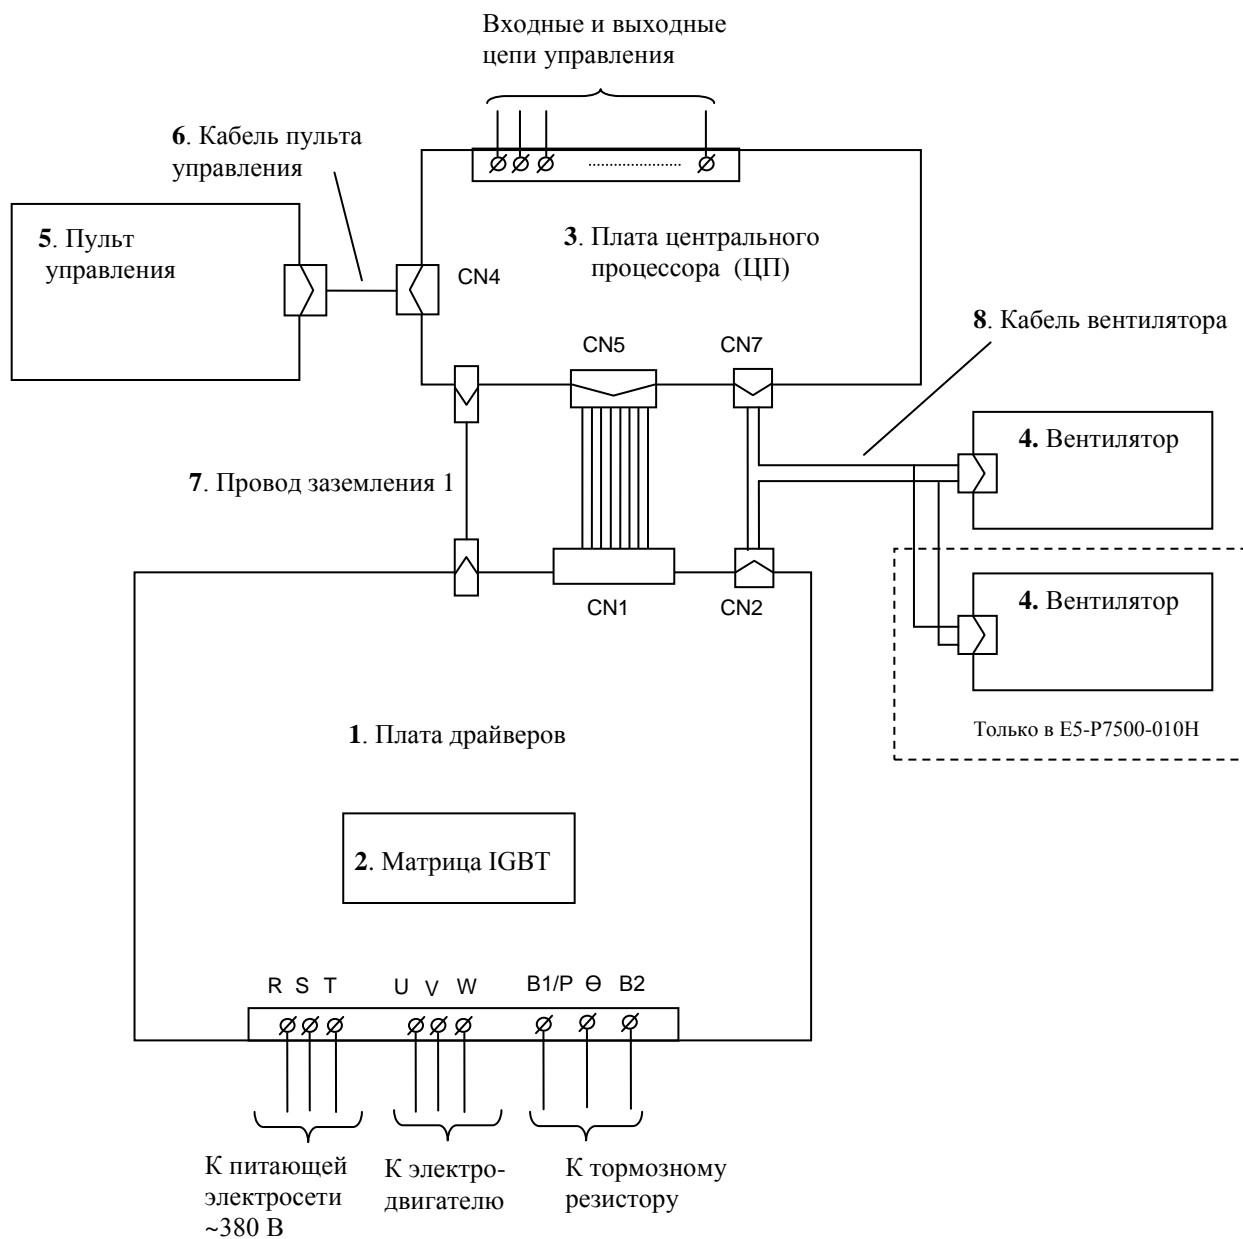 Входные и выходные
цепи управления
6. Кабель пульта
управления
5. Пульт
управления
CN4
3. Плата центрального
процессора (ЦП)
CN5
CN7
8. Кабель вентилятора
4. Вентилятор
7. Провод заземления 1
CN1
CN2
4. Вентилятор
Только в E5-P7500-010H
1. Плата драйверов
2. Матрица IGBT
R S T
U V W
B1/P ⊖ B2
К питающей
электросети
~380 В
К электро-
двигателю
К тормозному
резистору